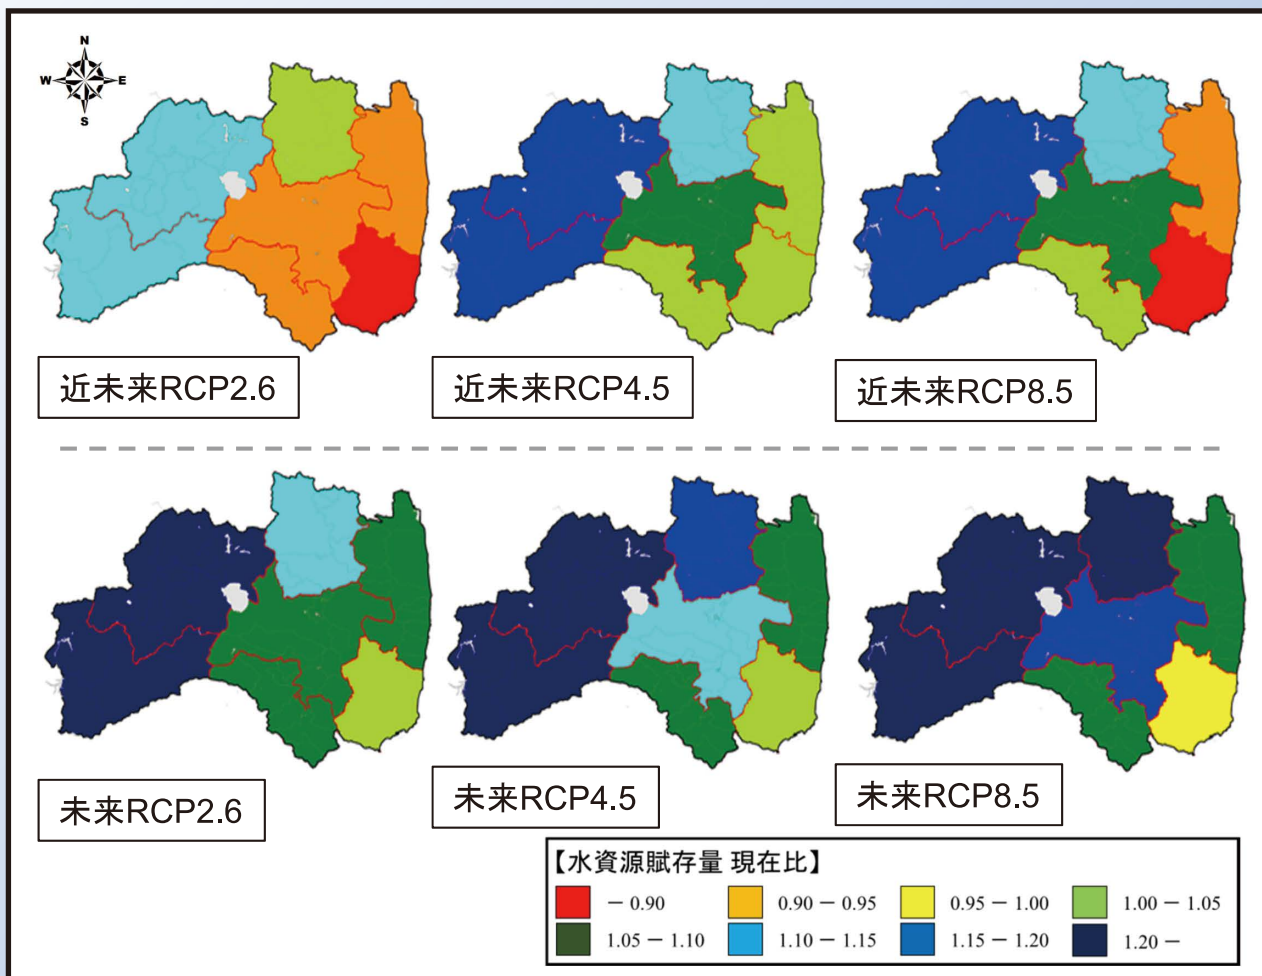 N
W E
S
近未来RCP2.6
近未来RCP4.5
近未来RCP8.5
未来RCP2.6
未来RCP4.5
未来RCP8.5
【水資源賦存量 現在比】
－ 0.90
0.90 － 0.95
0.95 － 1.00
1.00 － 1.05
1.05 － 1.10
1.10 － 1.15
1.15 － 1.20
1.20 －